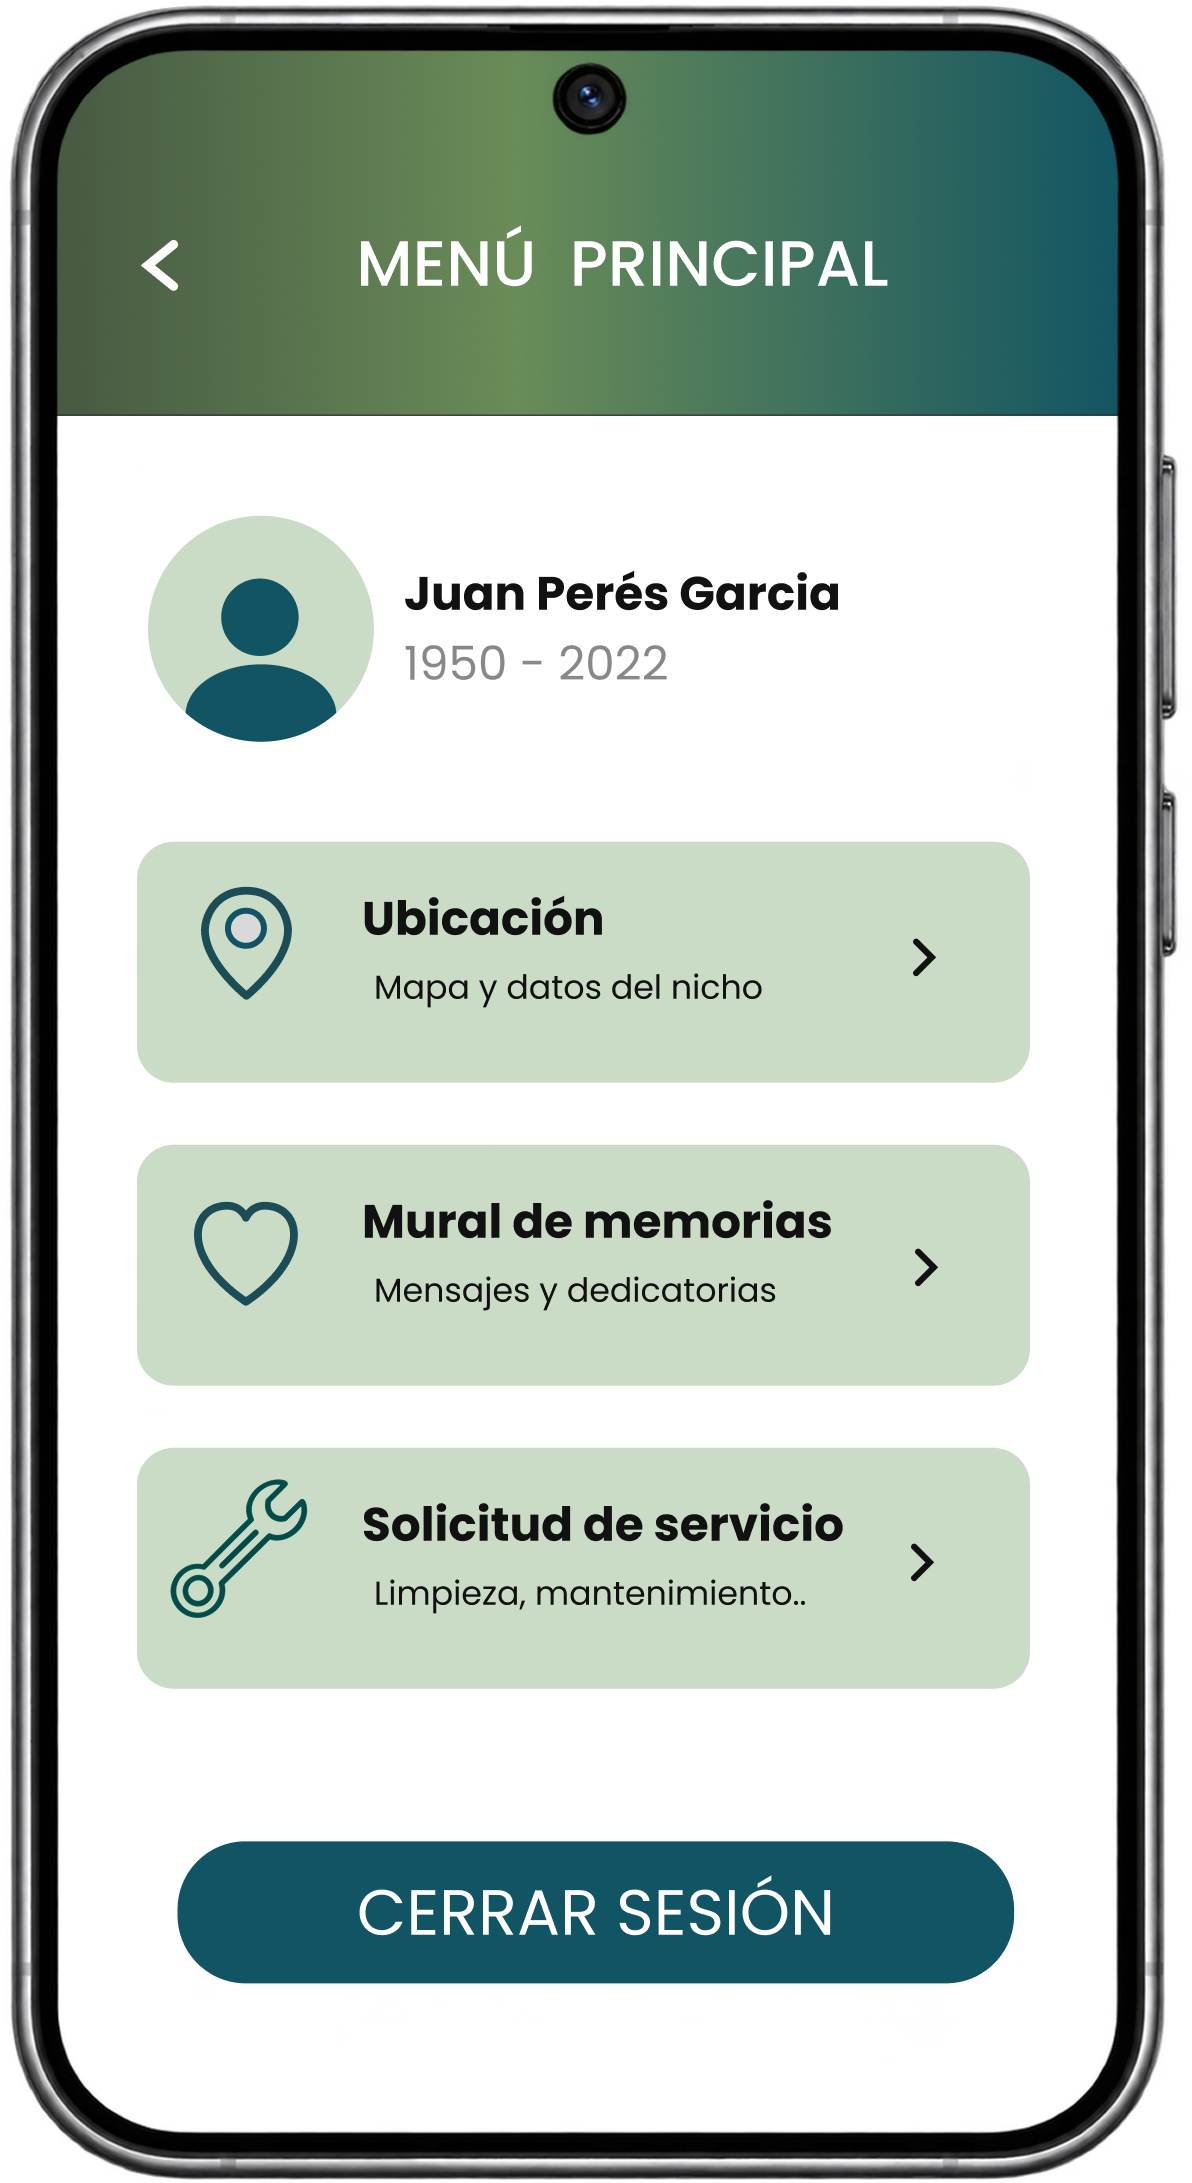 MENÚ PRINCIPAL
Juan Perés Garcia
1950 - 2022
Ubicación
Mapa y datos del nicho
Mural de memorias
Mensajes y dedicatorias
Solicitud de servicio
Limpieza, mantenimiento..
CERRAR SESIÓN